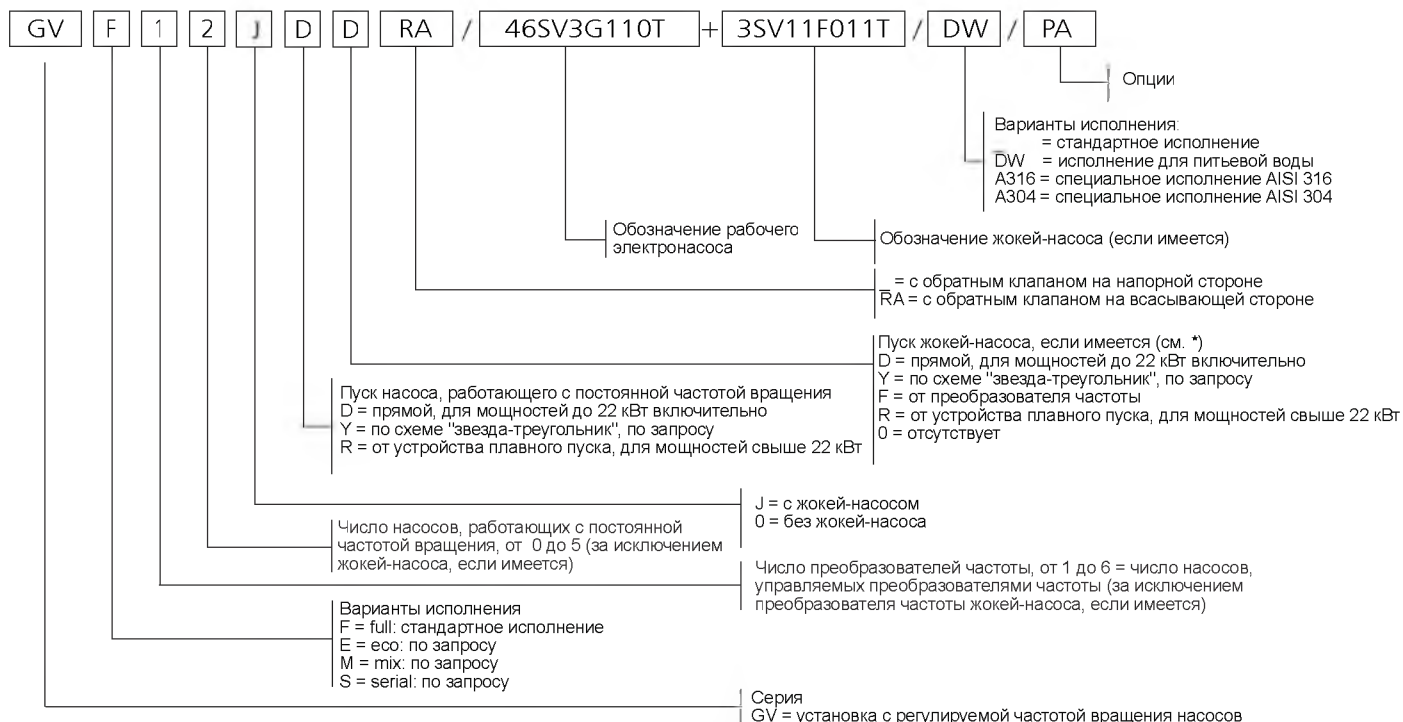 GV F 1 2 J D D RA / 46SV3G110T + 3SV11F011T / DW / PA
Опции
Варианты исполнения:
= стандартное исполнение
DW = исполнение для питьевой воды
A316 = специальное исполнение AISI 316
A304 = специальное исполнение AISI 304
Обозначение рабочего
электронасоса
Обозначение жокей-насоса (если имеется)
_ = с обратным клапаном на напорной стороне
RA = с обратным клапаном на всасывающей стороне
Пуск жокей-насоса, если имеется (см. *)
D = прямой, для мощностей до 22 кВт включительно
Y = по схеме "звезда-треугольник", по запросу
F = от преобразователя частоты
R = от устройства плавного пуска, для мощностей свыше 22 кВт
0 = отсутствует
Пуск насоса, работающего с постоянной частотой вращения
D = прямой, для мощностей до 22 кВт включительно
Y = по схеме "звезда-треугольник", по запросу
R = от устройства плавного пуска, для мощностей свыше 22 кВт
J = с жокей-насосом
0 = без жокей-насоса
Число насосов, работающих с постоянной
частотой вращения, от 0 до 5 (за исключением
жокей-насоса, если имеется)
Число преобразователей частоты, от 1 до 6 = число насосов,
управляемых преобразователями частоты (за исключением
преобразователя частоты жокей-насоса, если имеется)
Варианты исполнения
F = full: стандартное исполнение
E = eco: по запросу
M = mix: по запросу
S = serial: по запросу
Серия
GV = установка с регулируемой частотой вращения насосов